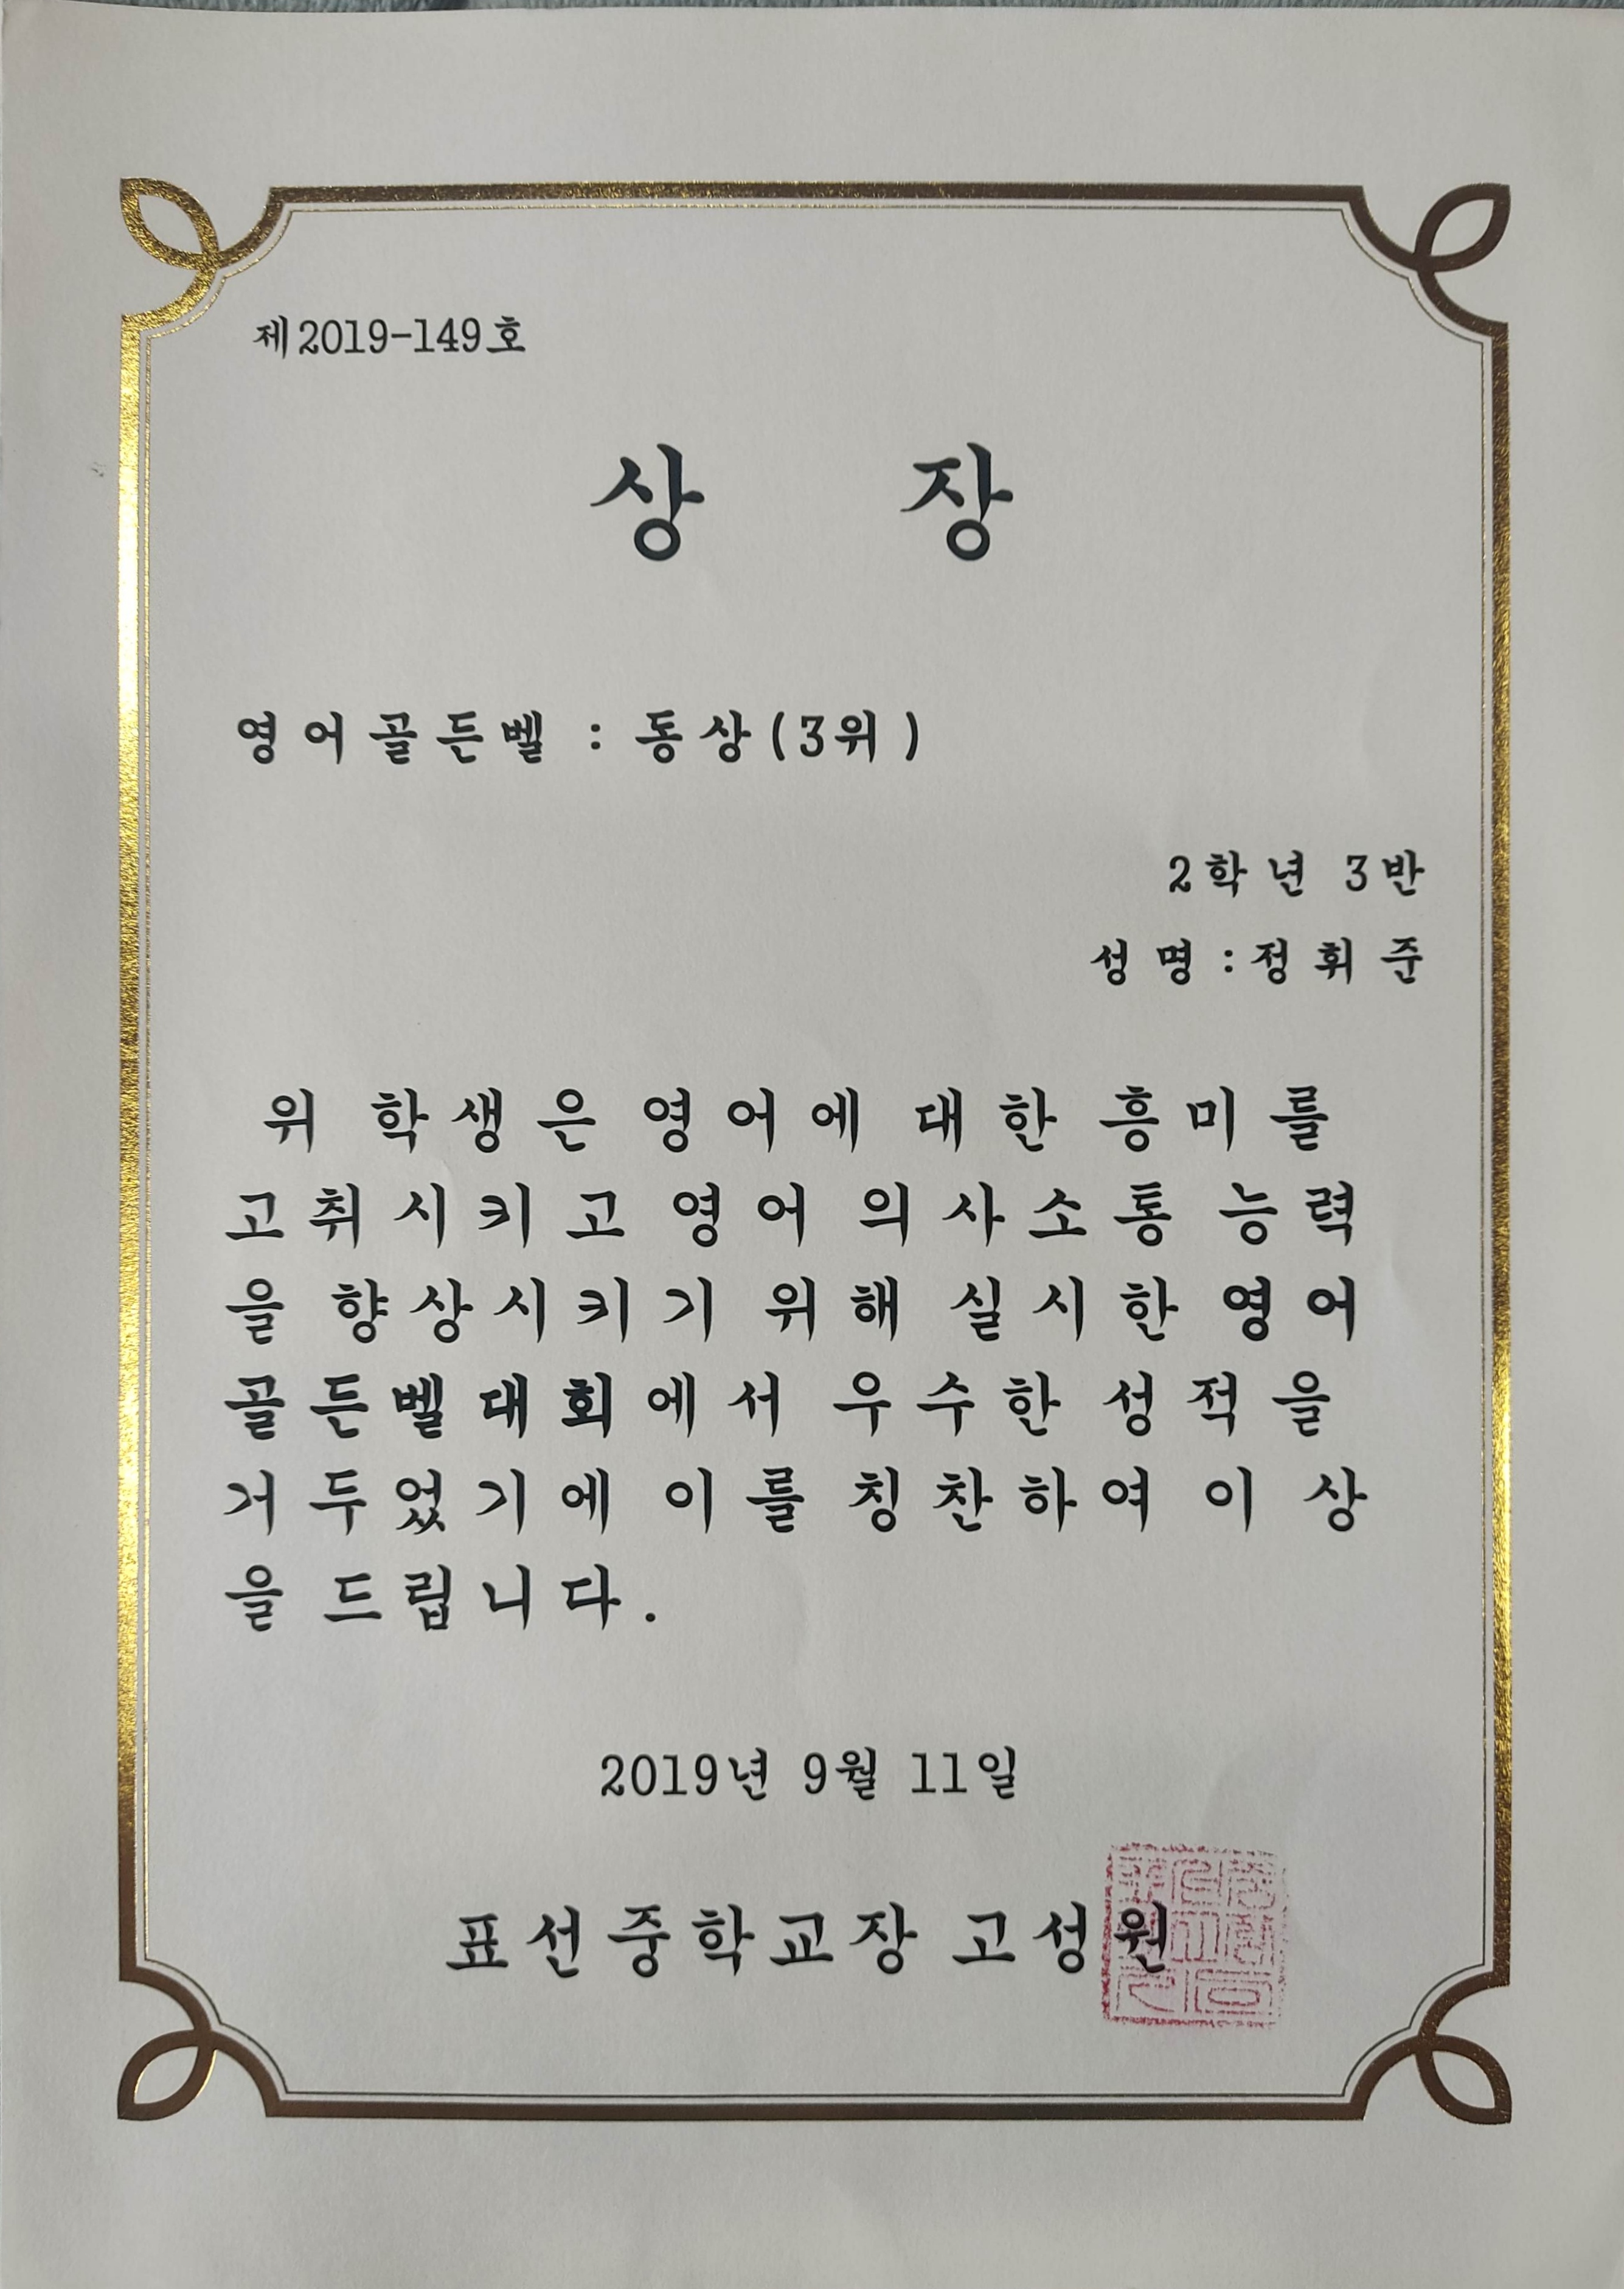 제2019-149호
상 장
영어골든벨 : 동상(3위)
2학년 3반
성명:정휘준
위 학생은 영어에 대한 흥미를
고취시키고 영어 의사소통 능력
을 향상시키기 위해 실시한 영어
골든벨대회에서 우수한 성적을
거두었기에 이를 칭찬하여 이 상
을 드립니다.
2019년 9월 11일
표선중학교장 고성원